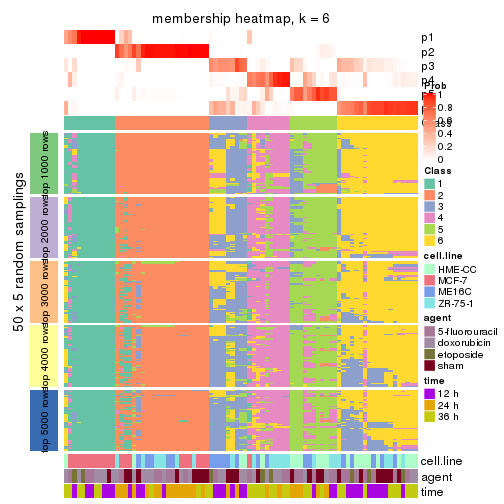 membership heatmap, k = 6
p1
p2
p3
p4
p5
p6
Class
Prob
1
0.8
0.6
0.4
0.2
0
Class
1
2
3
4
5
6
cell.line
HME-CC
MCF-7
ME16C
ZR-75-1
agent
5-fluorouracil
doxorubicin
etoposide
sham
time
12 h
24 h
36 h
50 x 5 random samplings
top 1000 rows
top 2000 rows
top 3000 rows
top 4000 rows
top 5000 rows
cell.line
agent
time